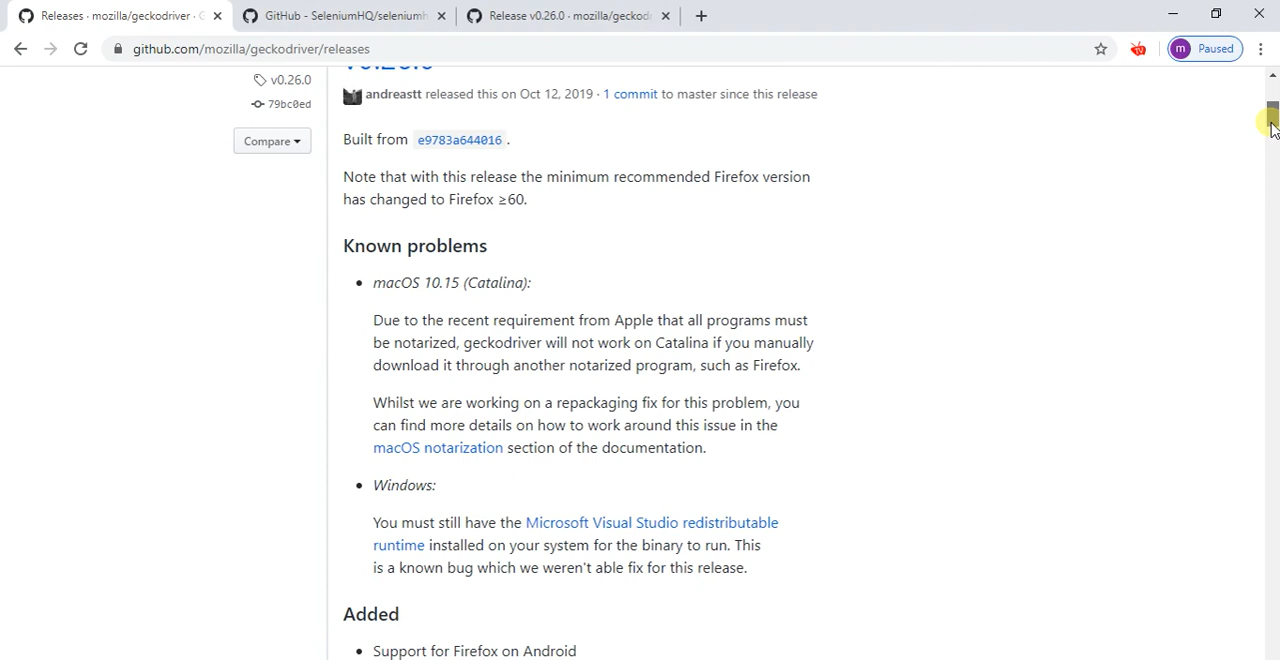 Releases · mozilla/geckodriver · G
GitHub - SeleniumHQ/seleniumh
Release v0.26.0 · mozilla/geckod
github.com/mozilla/geckodriver/releases
TV
m Paused
v0.26.0
v0.26.0
andreastt released this on Oct 12, 2019 · 1 commit to master since this release
79bc0ed
Compare
Built from e9783a644016 .
Note that with this release the minimum recommended Firefox version
has changed to Firefox ≥60.
Known problems
• macOS 10.15 (Catalina):
Due to the recent requirement from Apple that all programs must
be notarized, geckodriver will not work on Catalina if you manually
download it through another notarized program, such as Firefox.
Whilst we are working on a repackaging fix for this problem, you
can find more details on how to work around this issue in the
macOS notarization section of the documentation.
• Windows:
You must still have the Microsoft Visual Studio redistributable
runtime installed on your system for the binary to run. This
is a known bug which we weren't able fix for this release.
Added
• Support for Firefox on Android